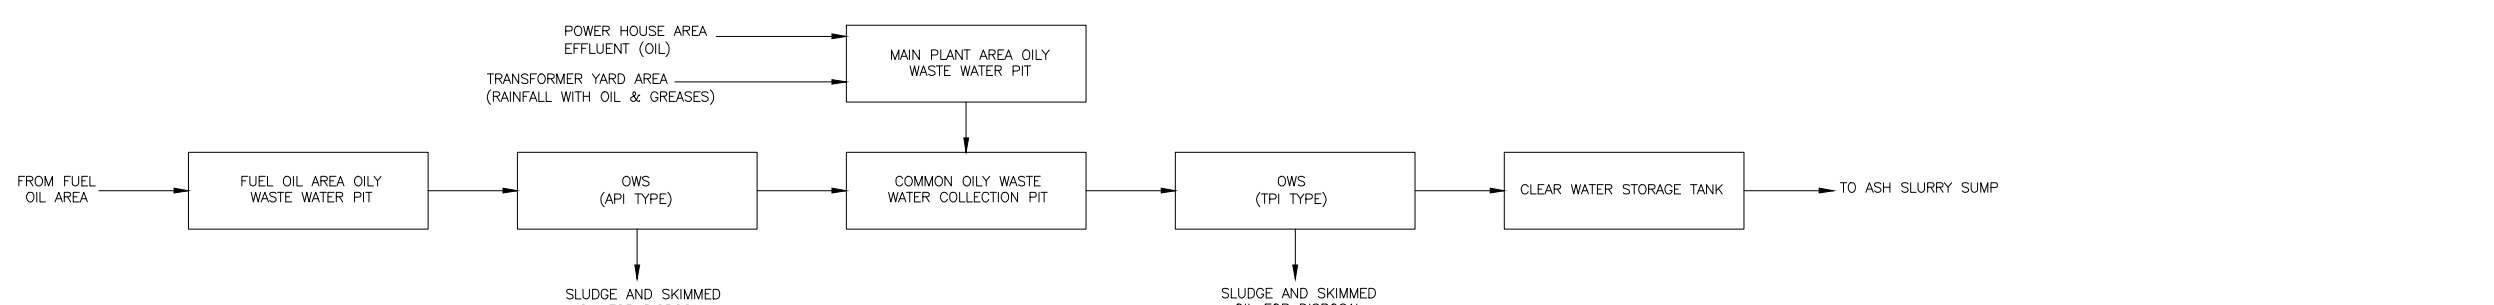 POWER HOUSE AREA
EFFLUENT (OIL)
TRANSFORMER YARD AREA
(RAINFALL WITH OIL & GREASES)
MAIN PLANT AREA OILY
WASTE WATER PIT
FROM FUEL
OIL AREA
FUEL OIL AREA OILY
WASTE WATER PIT
OWS
(API TYPE)
COMMON OILY WASTE
WATER COLLECTION PIT
OWS
(TPI TYPE)
CLEAR WATER STORAGE TANK
TO ASH SLURRY SUMP
SLUDGE AND SKIMMED
SLUDGE AND SKIMMED